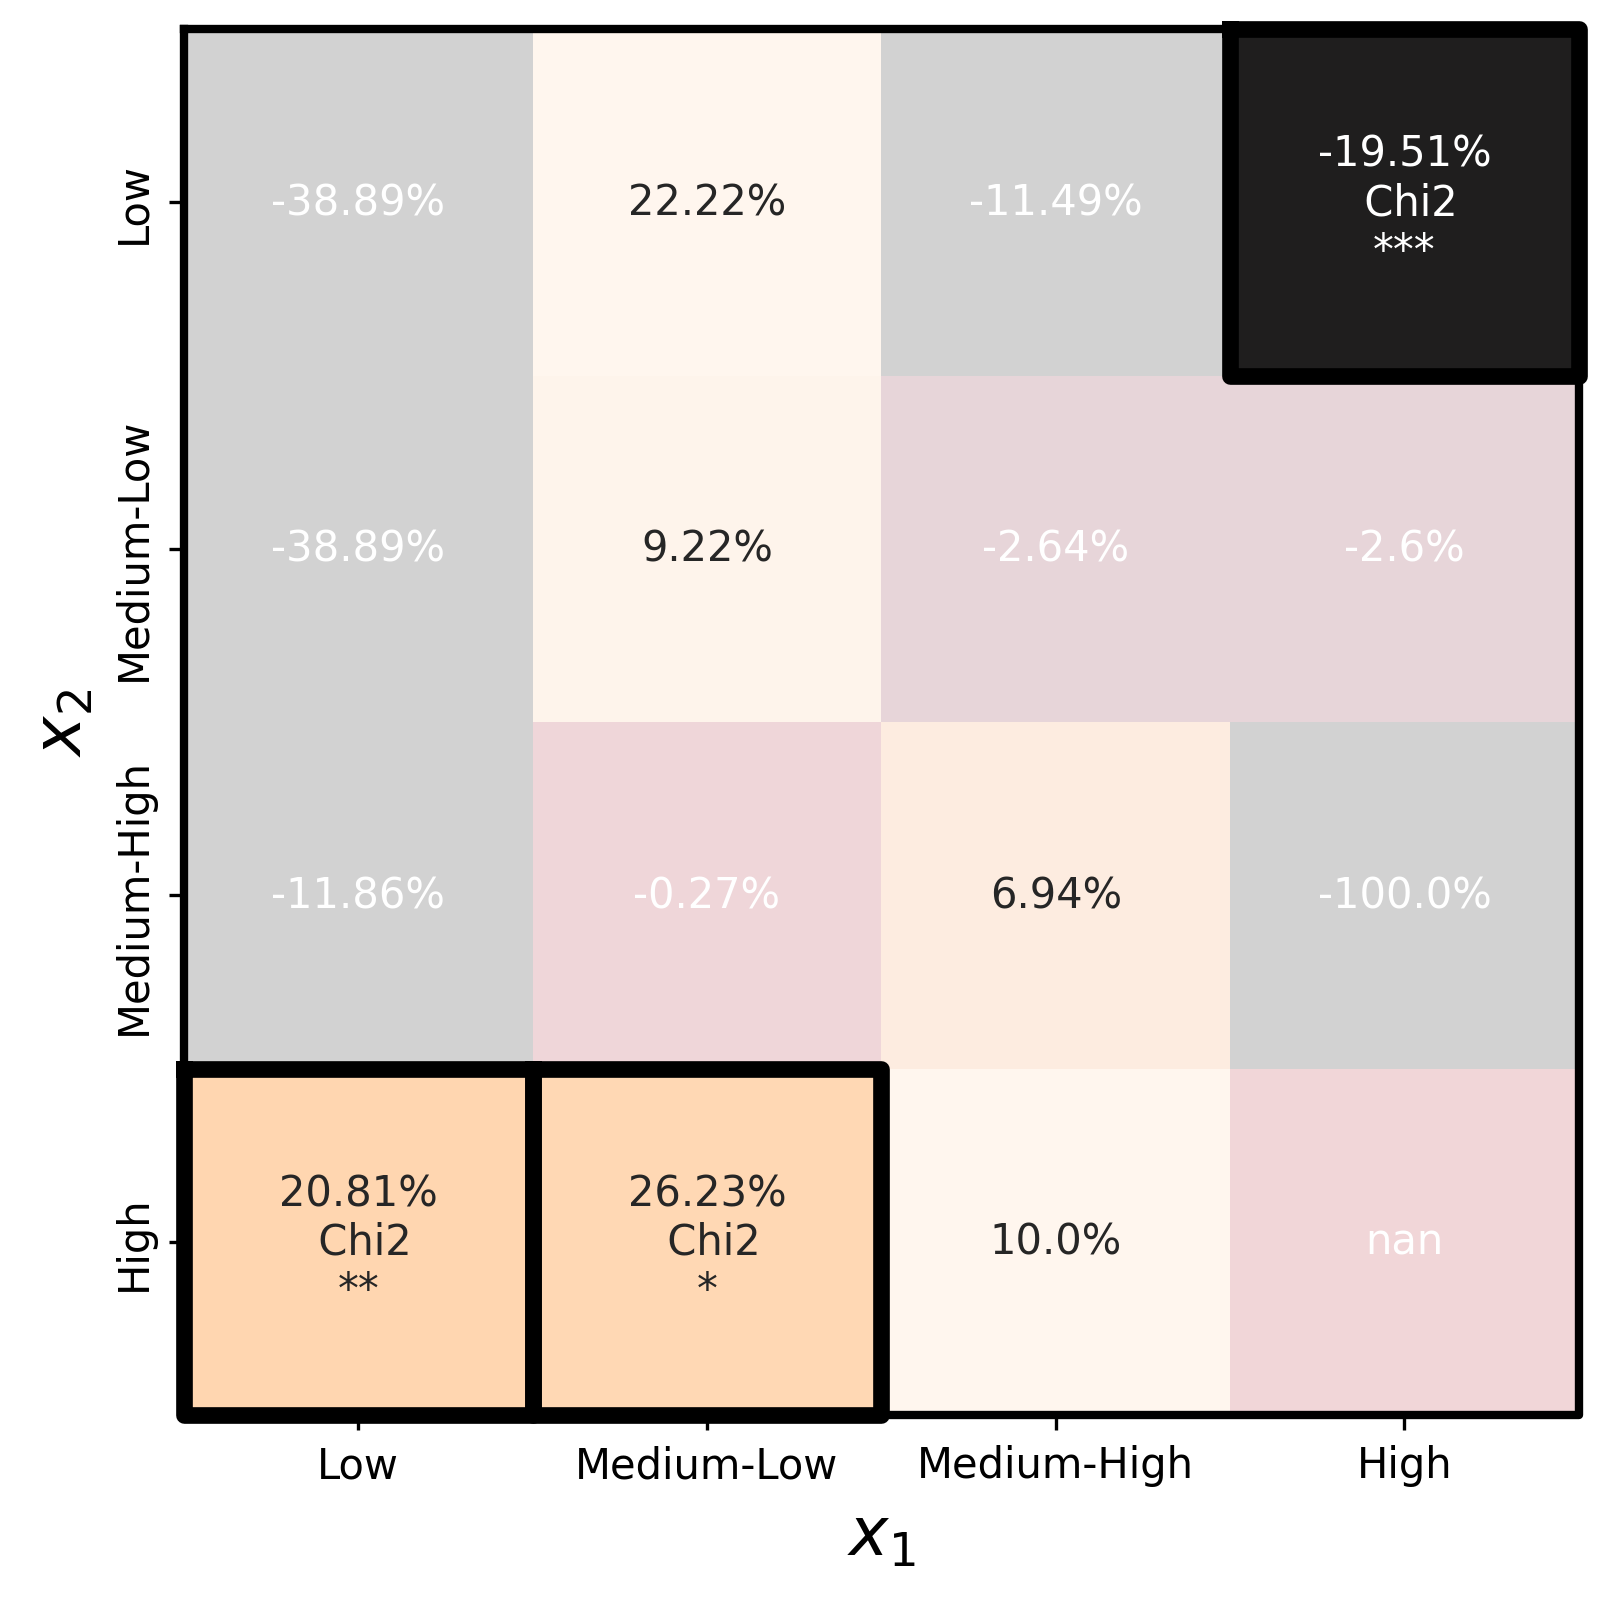 Low
-38.89%
22.22%
-11.49%
-19.51%
Chi2
***
Medium-Low
-38.89%
9.22%
-2.64%
-2.6%
x₂
Medium-High
-11.86%
-0.27%
6.94%
-100.0%
High
20.81%
Chi2
**
26.23%
Chi2
*
10.0%
nan
Low
Medium-Low
Medium-High
High
x₁